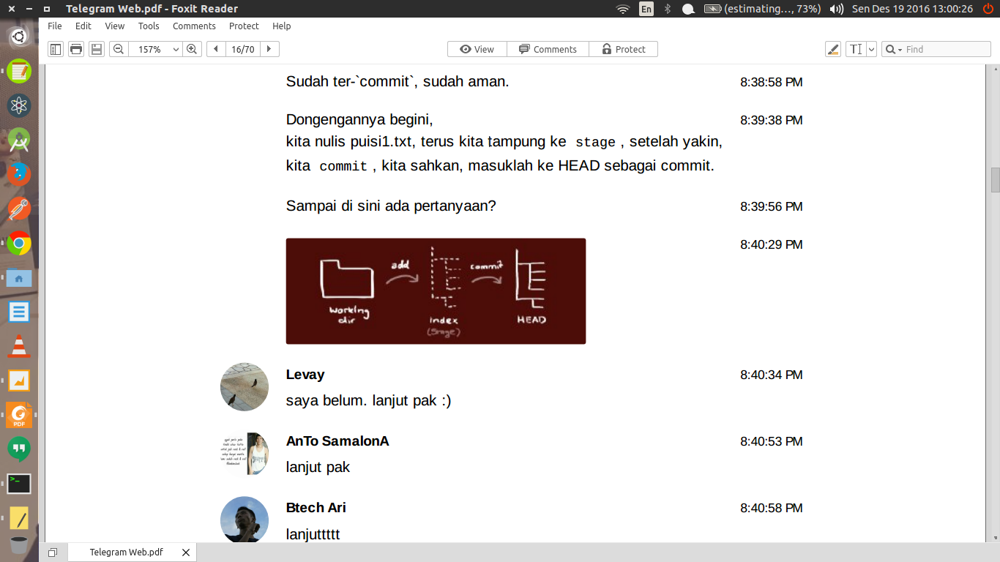 Telegram Web.pdf - Foxit Reader
En
(estimating..., 73%)
Sen Des 19 2016 13:00:26
File Edit View Tools Comments Protect Help
157%
16/70
View
Comments
Protect
Find
Sudah ter-`commit`, sudah aman.
8:38:58 PM
Dongengannya begini,
8:39:38 PM
kita nulis puisi1.txt, terus kita tampung ke stage , setelah yakin,
kita commit , kita sahkan, masuklah ke HEAD sebagai commit.
Sampai di sini ada pertanyaan?
8:39:56 PM
8:40:29 PM
add
commit
working
dir
index
(Stage)
HEAD
Levay
8:40:34 PM
saya belum. lanjut pak :)
AnTo SamalonA
8:40:53 PM
lanjut pak
Btech Ari
8:40:58 PM
lanjuttttt
PDF
Telegram Web.pdf